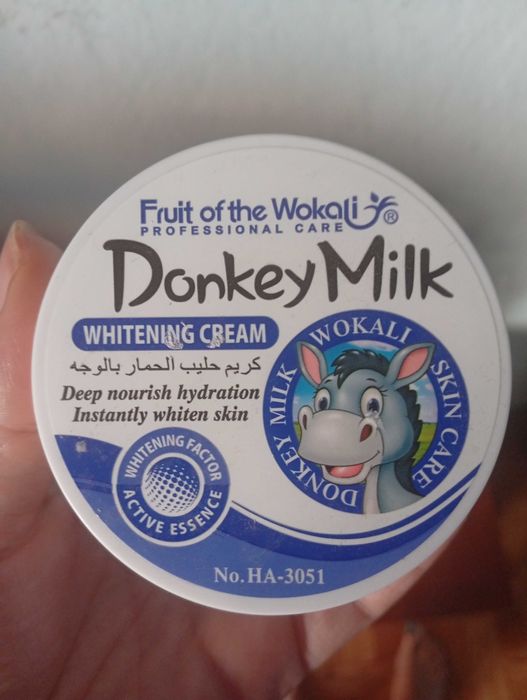 Fruit of the Wokali ®
PROFESSIONAL CARE
Donkey Milk
WHITENING CREAM
كريم حليب الحمار بالوجه
Deep nourish hydration
Instantly whiten skin
WHITENING FACTOR
ACTIVE ESSENCE
DONKEY MILK WOKALI SKIN CARE
No.HA-3051